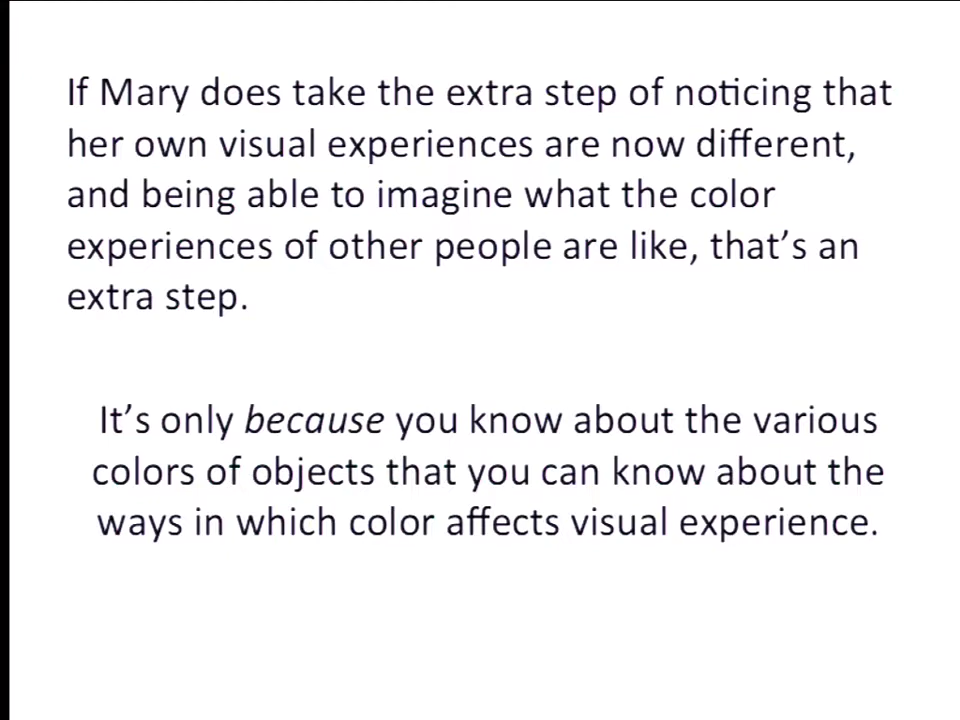 If Mary does take the extra step of noticing that
her own visual experiences are now different,
and being able to imagine what the color
experiences of other people are like, that’s an
extra step.
It’s only because you know about the various
colors of objects that you can know about the
ways in which color affects visual experience.